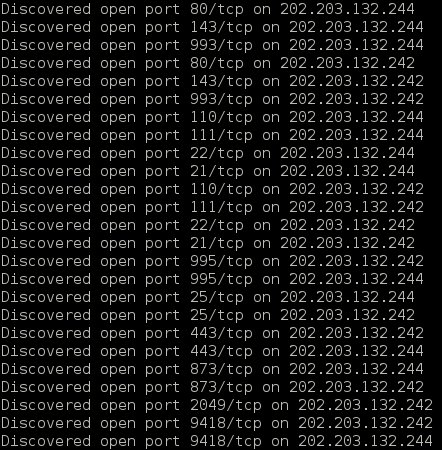 Discovered open port 80/tcp on 202.203.132.244
Discovered open port 143/tcp on 202.203.132.244
Discovered open port 993/tcp on 202.203.132.244
Discovered open port 80/tcp on 202.203.132.242
Discovered open port 143/tcp on 202.203.132.242
Discovered open port 993/tcp on 202.203.132.242
Discovered open port 110/tcp on 202.203.132.244
Discovered open port 111/tcp on 202.203.132.244
Discovered open port 22/tcp on 202.203.132.244
Discovered open port 21/tcp on 202.203.132.244
Discovered open port 110/tcp on 202.203.132.242
Discovered open port 111/tcp on 202.203.132.242
Discovered open port 22/tcp on 202.203.132.242
Discovered open port 21/tcp on 202.203.132.242
Discovered open port 995/tcp on 202.203.132.242
Discovered open port 995/tcp on 202.203.132.244
Discovered open port 25/tcp on 202.203.132.244
Discovered open port 25/tcp on 202.203.132.242
Discovered open port 443/tcp on 202.203.132.242
Discovered open port 443/tcp on 202.203.132.244
Discovered open port 873/tcp on 202.203.132.244
Discovered open port 873/tcp on 202.203.132.242
Discovered open port 2049/tcp on 202.203.132.242
Discovered open port 9418/tcp on 202.203.132.242
Discovered open port 9418/tcp on 202.203.132.244